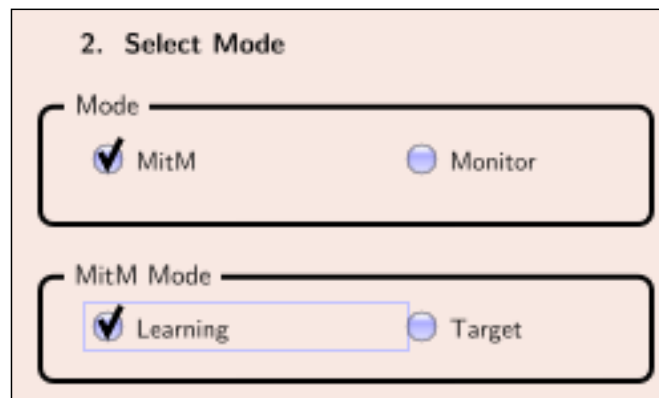 2. Select Mode
Mode
MitM Monitor
MitM Mode
Learning Target